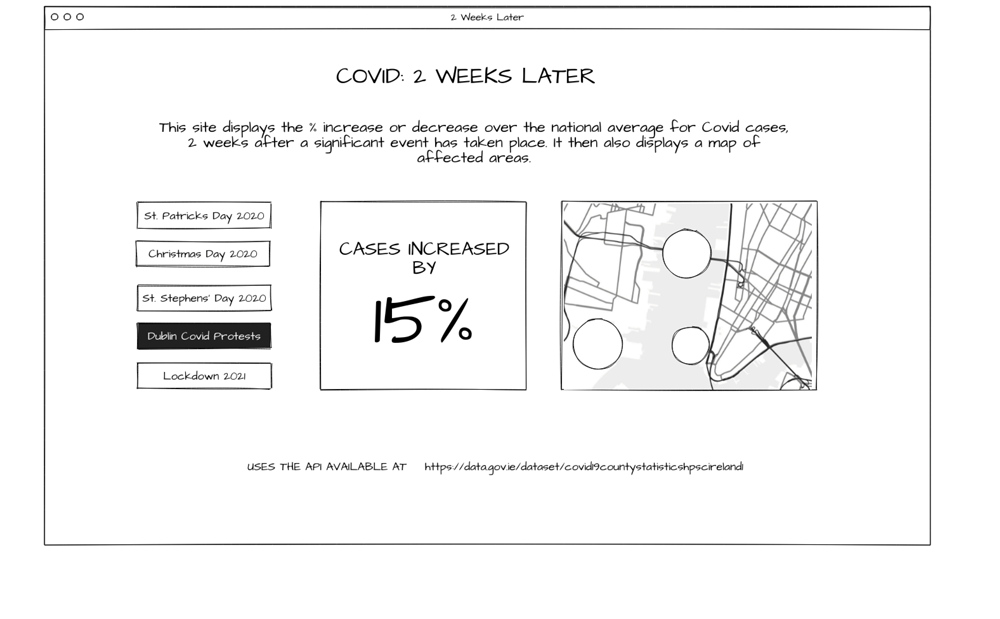 2 Weeks Later
COVID: 2 WEEKS LATER
This site displays the % increase or decrease over the national average for Covid cases,
2 weeks after a significant event has taken place. It then also displays a map of
affected areas.
St. Patricks Day 2020
Christmas Day 2020
St. Stephens' Day 2020
Dublin Covid Protests
Lockdown 2021
CASES INCREASED
BY
15%
USES THE API AVAILABLE AT https://data.gov.ie/dataset/covid19countystatisticshpscireland1